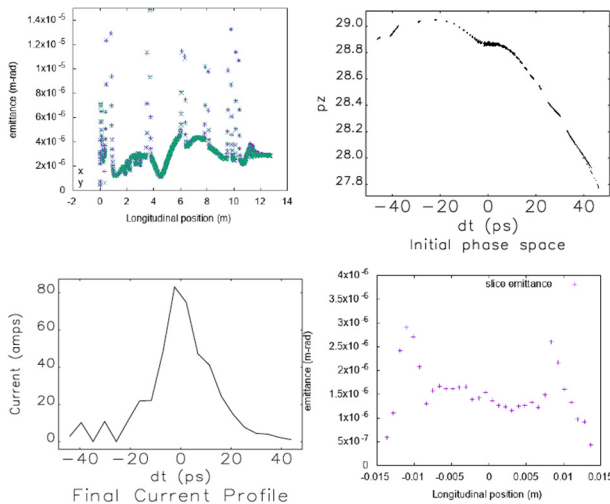 1.4x10⁻⁵
1.2x10⁻⁵
1x10⁻⁵
8x10⁻⁶
6x10⁻⁶
4x10⁻⁶
2x10⁻⁶
0
emittance (m-rad)
x
y
0 2 4 6 8 10 12 14
Longitudinal position (m)
29.0
28.8
28.6
28.4
28.2
28.0
27.8
pz
−40 −20 0 20 40
dt (ps)
Initial phase space
80
60
40
20
0
Current (amps)
−40 −20 0 20 40
dt (ps)
Final Current Profile
4x10⁻⁶
3.5x10⁻⁶
3x10⁻⁶
2.5x10⁻⁶
2x10⁻⁶
1.5x10⁻⁶
1x10⁻⁶
5x10⁻⁷
0
emittance (m-rad)
slice emittance
-0.015 -0.01 -0.005 0 0.005 0.01 0.015
Longitudinal position (m)